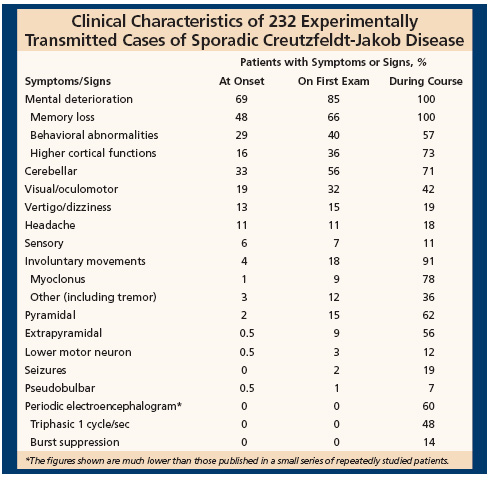 Clinical Characteristics of 232 Experimentally
Transmitted Cases of Sporadic Creutzfeldt-Jakob Disease
Patients with Symptoms or Signs, %
Symptoms/Signs At Onset On First Exam During Course
Mental deterioration 69 85 100
Memory loss 48 66 100
Behavioral abnormalities 29 40 57
Higher cortical functions 16 36 73
Cerebellar 33 56 71
Visual/oculomotor 19 32 42
Vertigo/dizziness 13 15 19
Headache 11 11 18
Sensory 6 7 11
Involuntary movements 4 18 91
Myoclonus 1 9 78
Other (including tremor) 3 12 36
Pyramidal 2 15 62
Extrapyramidal 0.5 9 56
Lower motor neuron 0.5 3 12
Seizures 0 2 19
Pseudobulbar 0.5 1 7
Periodic electroencephalogram* 0 0 60
Triphasic 1 cycle/sec 0 0 48
Burst suppression 0 0 14
*The figures shown are much lower than those published in a small series of repeatedly studied patients.